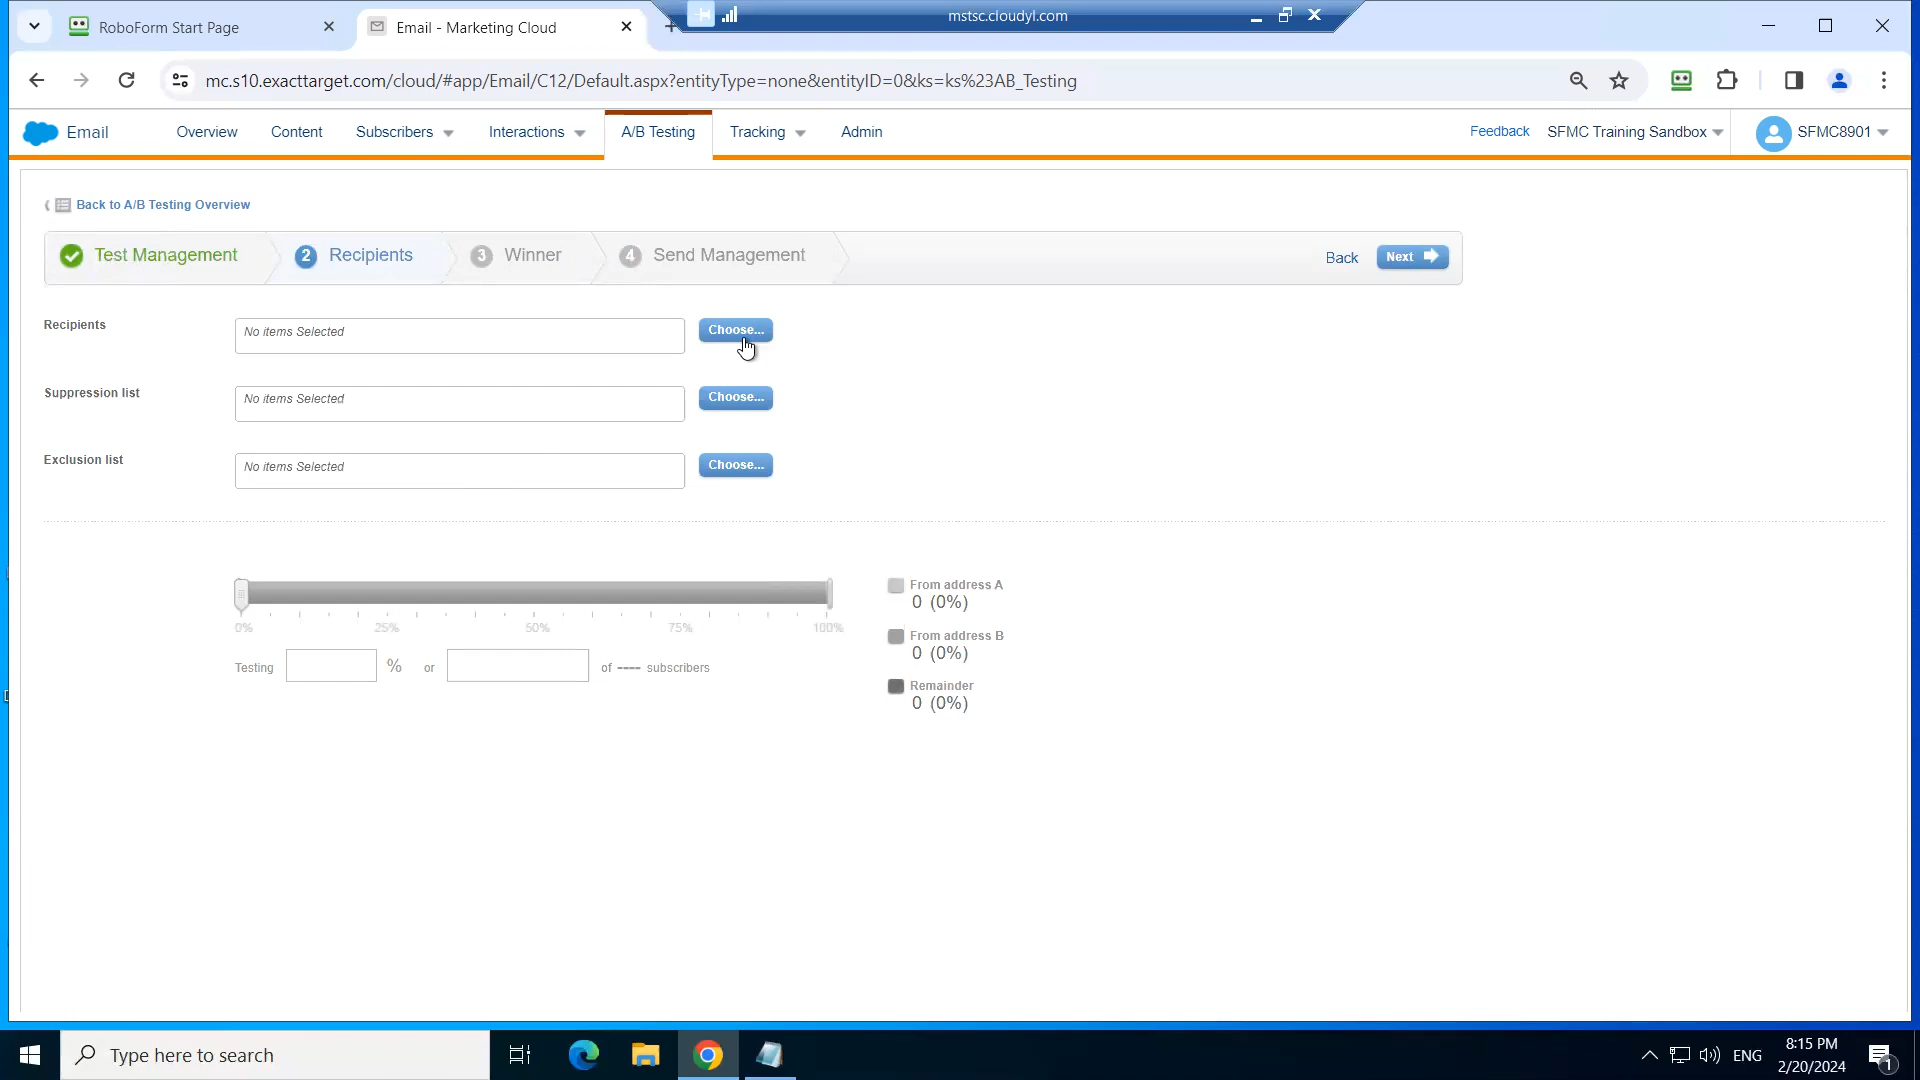 RoboForm Start Page
Email - Marketing Cloud
mstsc.cloudyl.com
mc.s10.exacttarget.com/cloud/#app/Email/C12/Default.aspx?entityType=none&entityID=0&ks=ks%23AB_Testing
Email
Overview
Content
Subscribers
Interactions
A/B Testing
Tracking
Admin
Feedback
SFMC Training Sandbox
SFMC8901
Back to A/B Testing Overview
Test Management
2 Recipients
3 Winner
4 Send Management
Back
Next
Recipients
No items Selected
Choose...
Suppression list
No items Selected
Choose...
Exclusion list
No items Selected
Choose...
0%
25%
50%
75%
100%
Testing % or of ---- subscribers
From address A
0 (0%)
From address B
0 (0%)
Remainder
0 (0%)
Type here to search
ENG
8:15 PM
2/20/2024
1